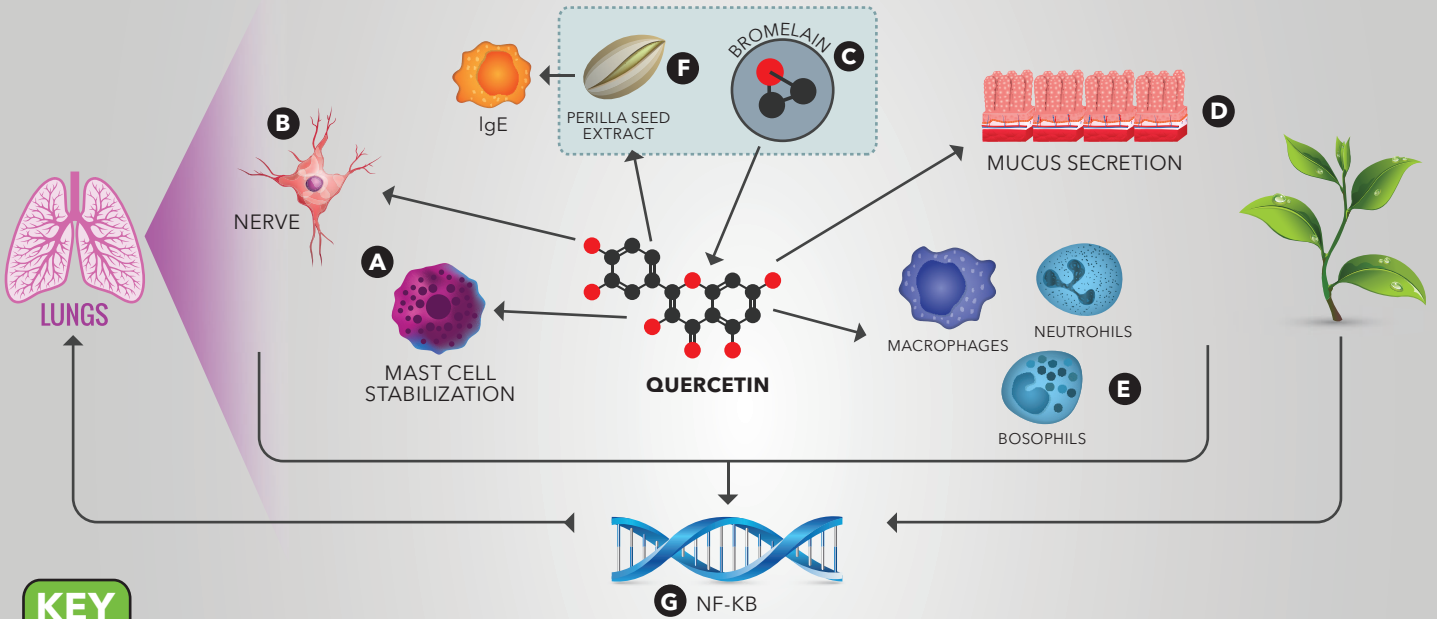 BROMELAIN
C
F
IgE
PERILLA SEED
EXTRACT
B
D
MUCUS SECRETION
NERVE
A
LUNGS
MACROPHAGES
NEUTROHILS
MAST CELL
STABILIZATION
QUERCETIN
E
BOSOPHILS
G NF-KB
KEY